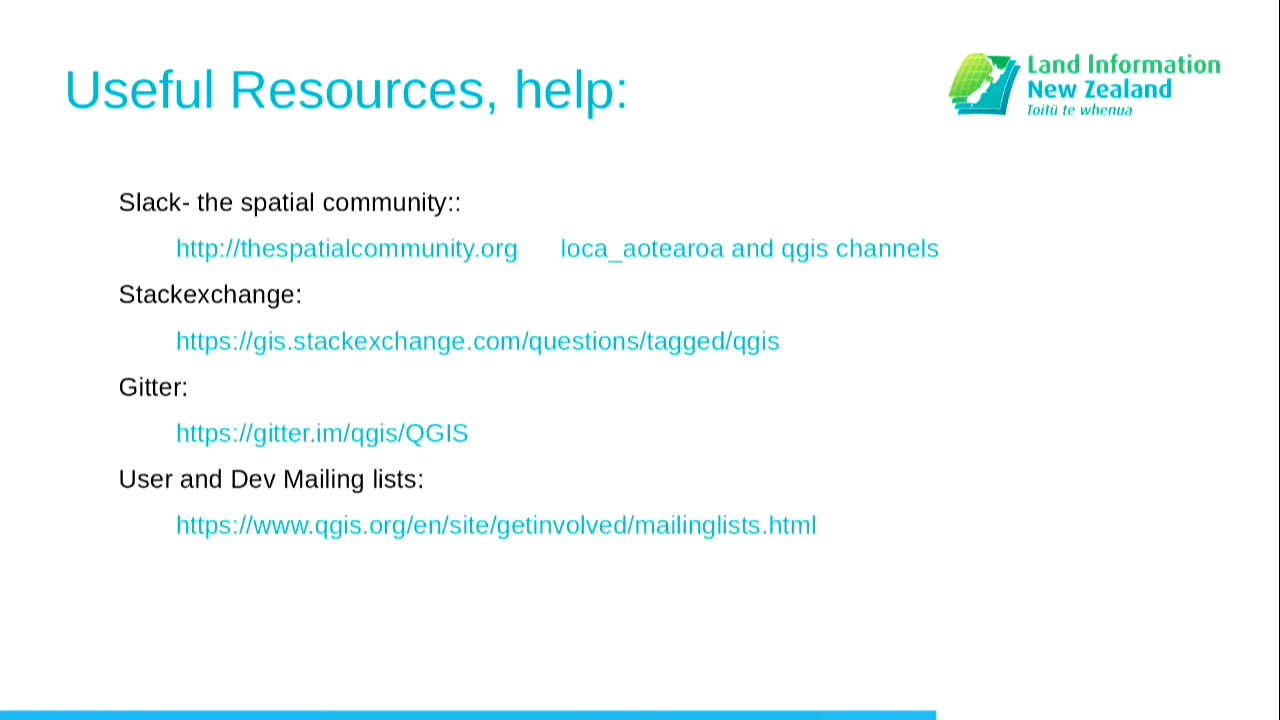 Useful Resources, help:
Land Information
New Zealand
Toitū te whenua
Slack- the spatial community::
http://thespatialcommunity.org loca_aotearoa and qgis channels
Stackexchange:
https://gis.stackexchange.com/questions/tagged/qgis
Gitter:
https://gitter.im/qgis/QGIS
User and Dev Mailing lists:
https://www.qgis.org/en/site/getinvolved/mailinglists.html